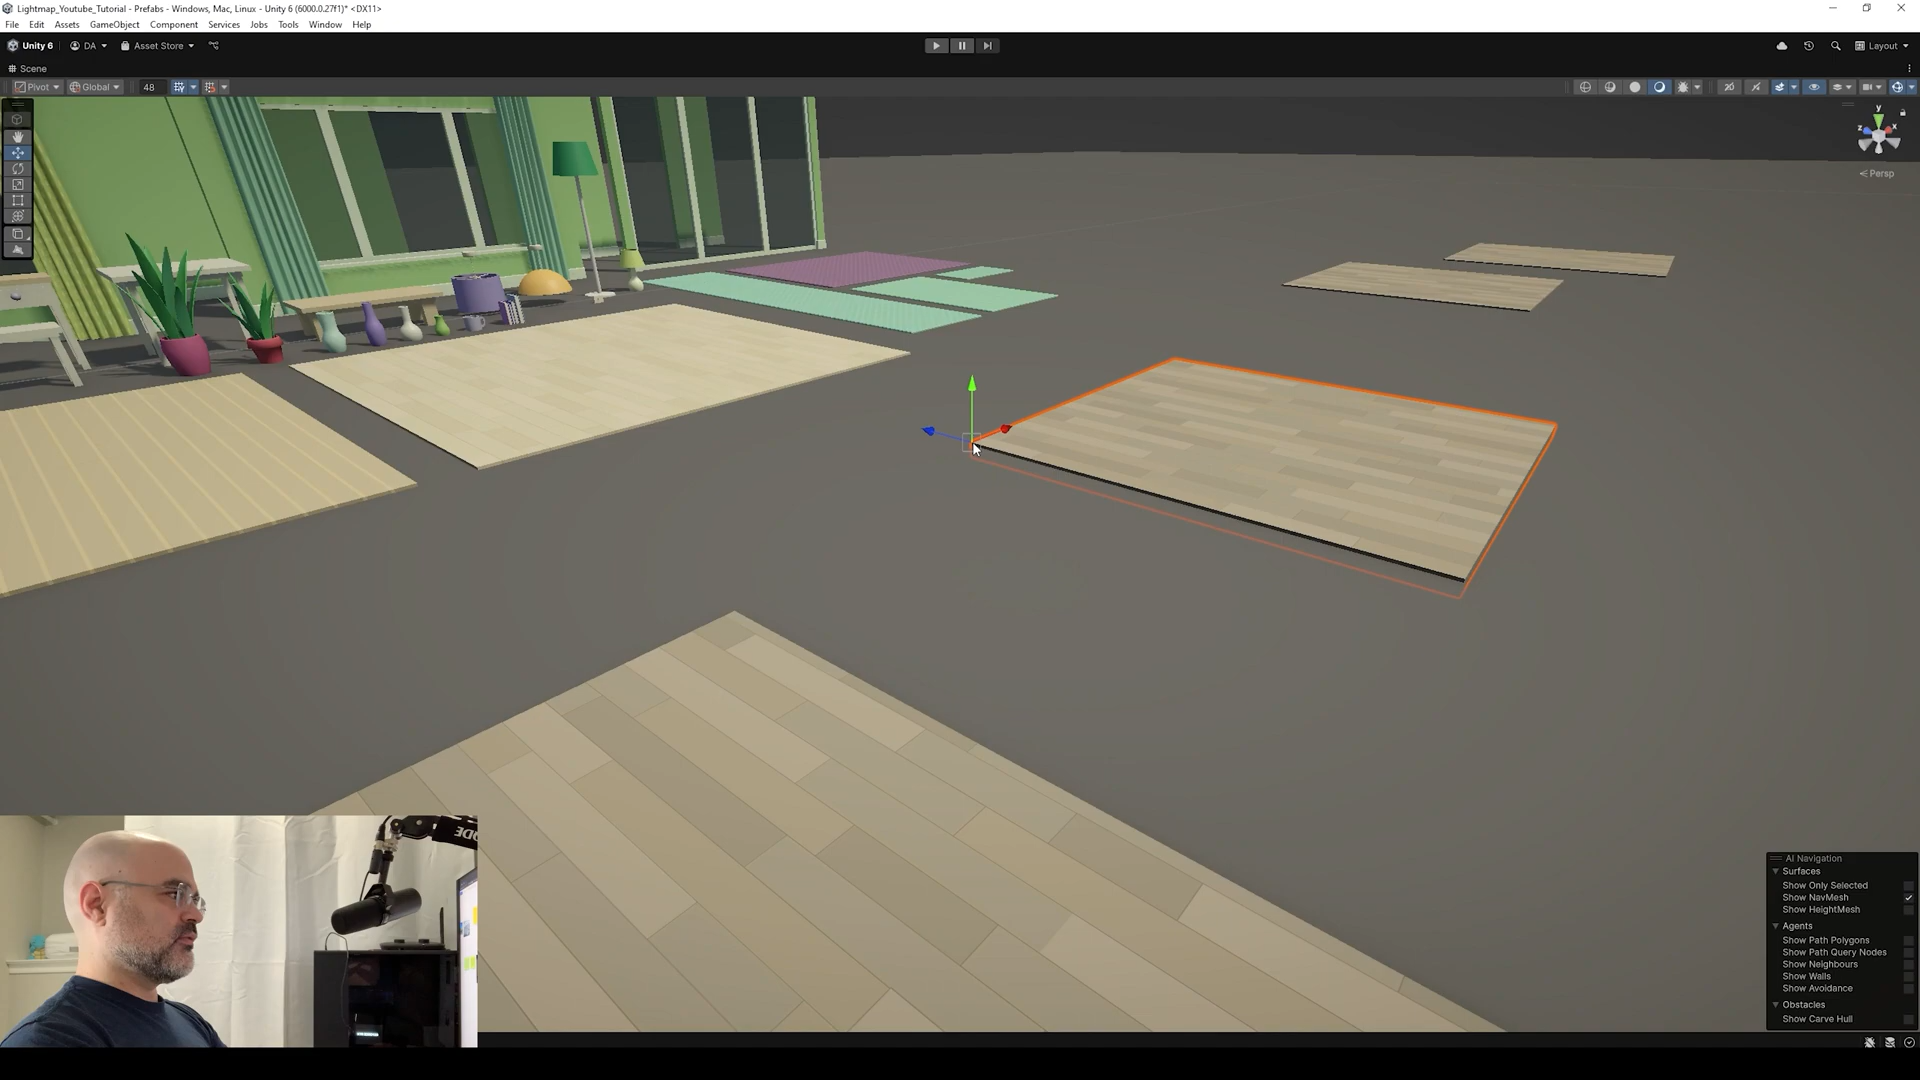 Lightmap_Youtube_Tutorial - Prefabs - Windows, Mac, Linux - Unity 6 (6000.0.27f1)* <DX11>
File Edit Assets GameObject Component Services Jobs Tools Window Help
Unity 6 DA Asset Store Layout
Scene
Pivot Global 48 2D
y
z x
Persp
RODE
AI Navigation
Surfaces
Show Only Selected
Show NavMesh
Show HeightMesh
Agents
Show Path Polygons
Show Path Query Nodes
Show Neighbours
Show Walls
Show Avoidance
Obstacles
Show Carve Hull